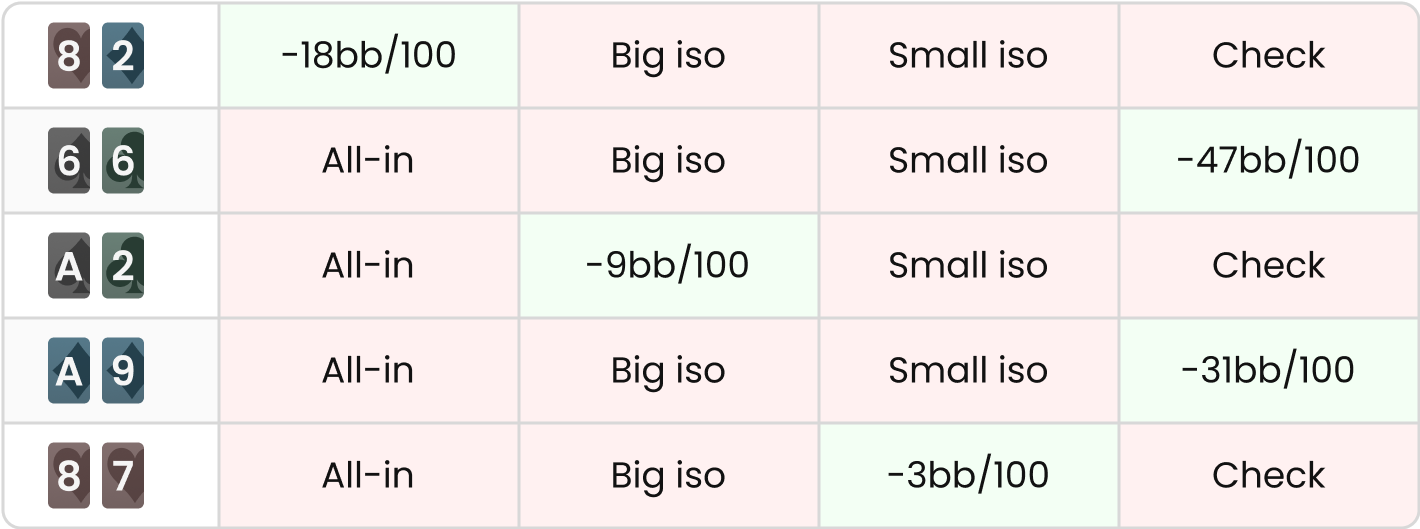 8 2 -18bb/100 Big iso Small iso Check
6 6 All-in Big iso Small iso -47bb/100
A 2 All-in -9bb/100 Small iso Check
A 9 All-in Big iso Small iso -31bb/100
8 7 All-in Big iso -3bb/100 Check